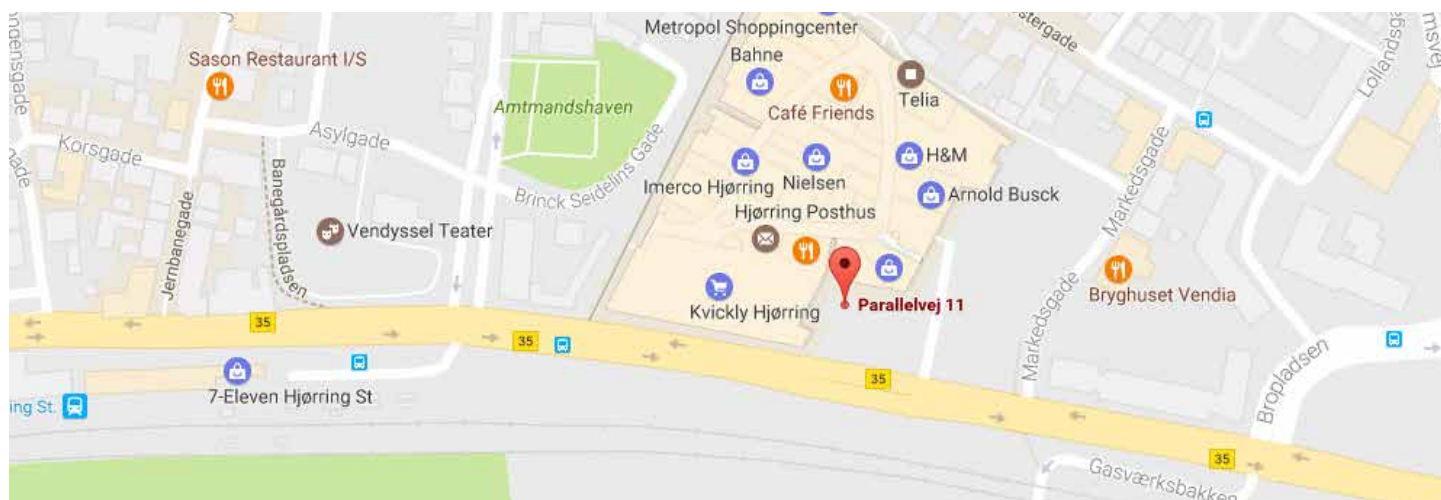 Metropol Shoppingcenter
Bahne
Sason Restaurant I/S
Telia
Café Friends
Amtmandshaven
Asylgade
Korsgade
Brinck Seidelins Gade
Imerco Hjørring
Nielsen
H&M
Arnold Busck
Hjørring Posthus
Vendyssel Teater
Banegårdspladsen
Jernbanegade
Markedsgade
Markedsgade
Bryghuset Vendia
Kvickly Hjørring
Parallelvej 11
35
35
35
35
7-Eleven Hjørring St
Bropladsen
Gasværksbakken